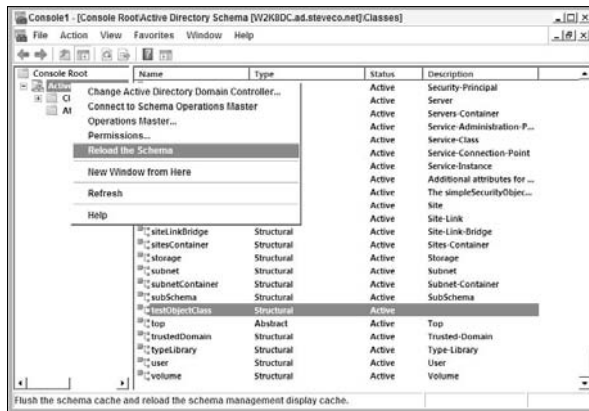 Console1 - [Console Root\Active Directory Schema [W2K8DC.ad.steveco.net]\Classes]
File Action View Favorites Window Help
Console Root
Active
Cl
At
Name Type Status Description
Active Security-Principal
Active Server
Active Servers-Container
Active Service-Administration-P...
Active Service-Class
Active Service-Connection-Point
Active Service-Instance
Active Additional attributes for ...
Active The simpleSecurityObjec...
Active Site
Active Site-Link
siteLinkBridge Structural Active Site-Link-Bridge
sitesContainer Structural Active Sites-Container
storage Structural Active Storage
subnet Structural Active Subnet
subnetContainer Structural Active Subnet-Container
subSchema Structural Active SubSchema
testObjectClass Structural Active
top Abstract Active Top
trustedDomain Structural Active Trusted-Domain
typeLibrary Structural Active Type-Library
user Structural Active User
volume Structural Active Volume
Change Active Directory Domain Controller...
Connect to Schema Operations Master
Operations Master...
Permissions...
Reload the Schema
New Window from Here
Refresh
Help
Flush the schema cache and reload the schema management display cache.